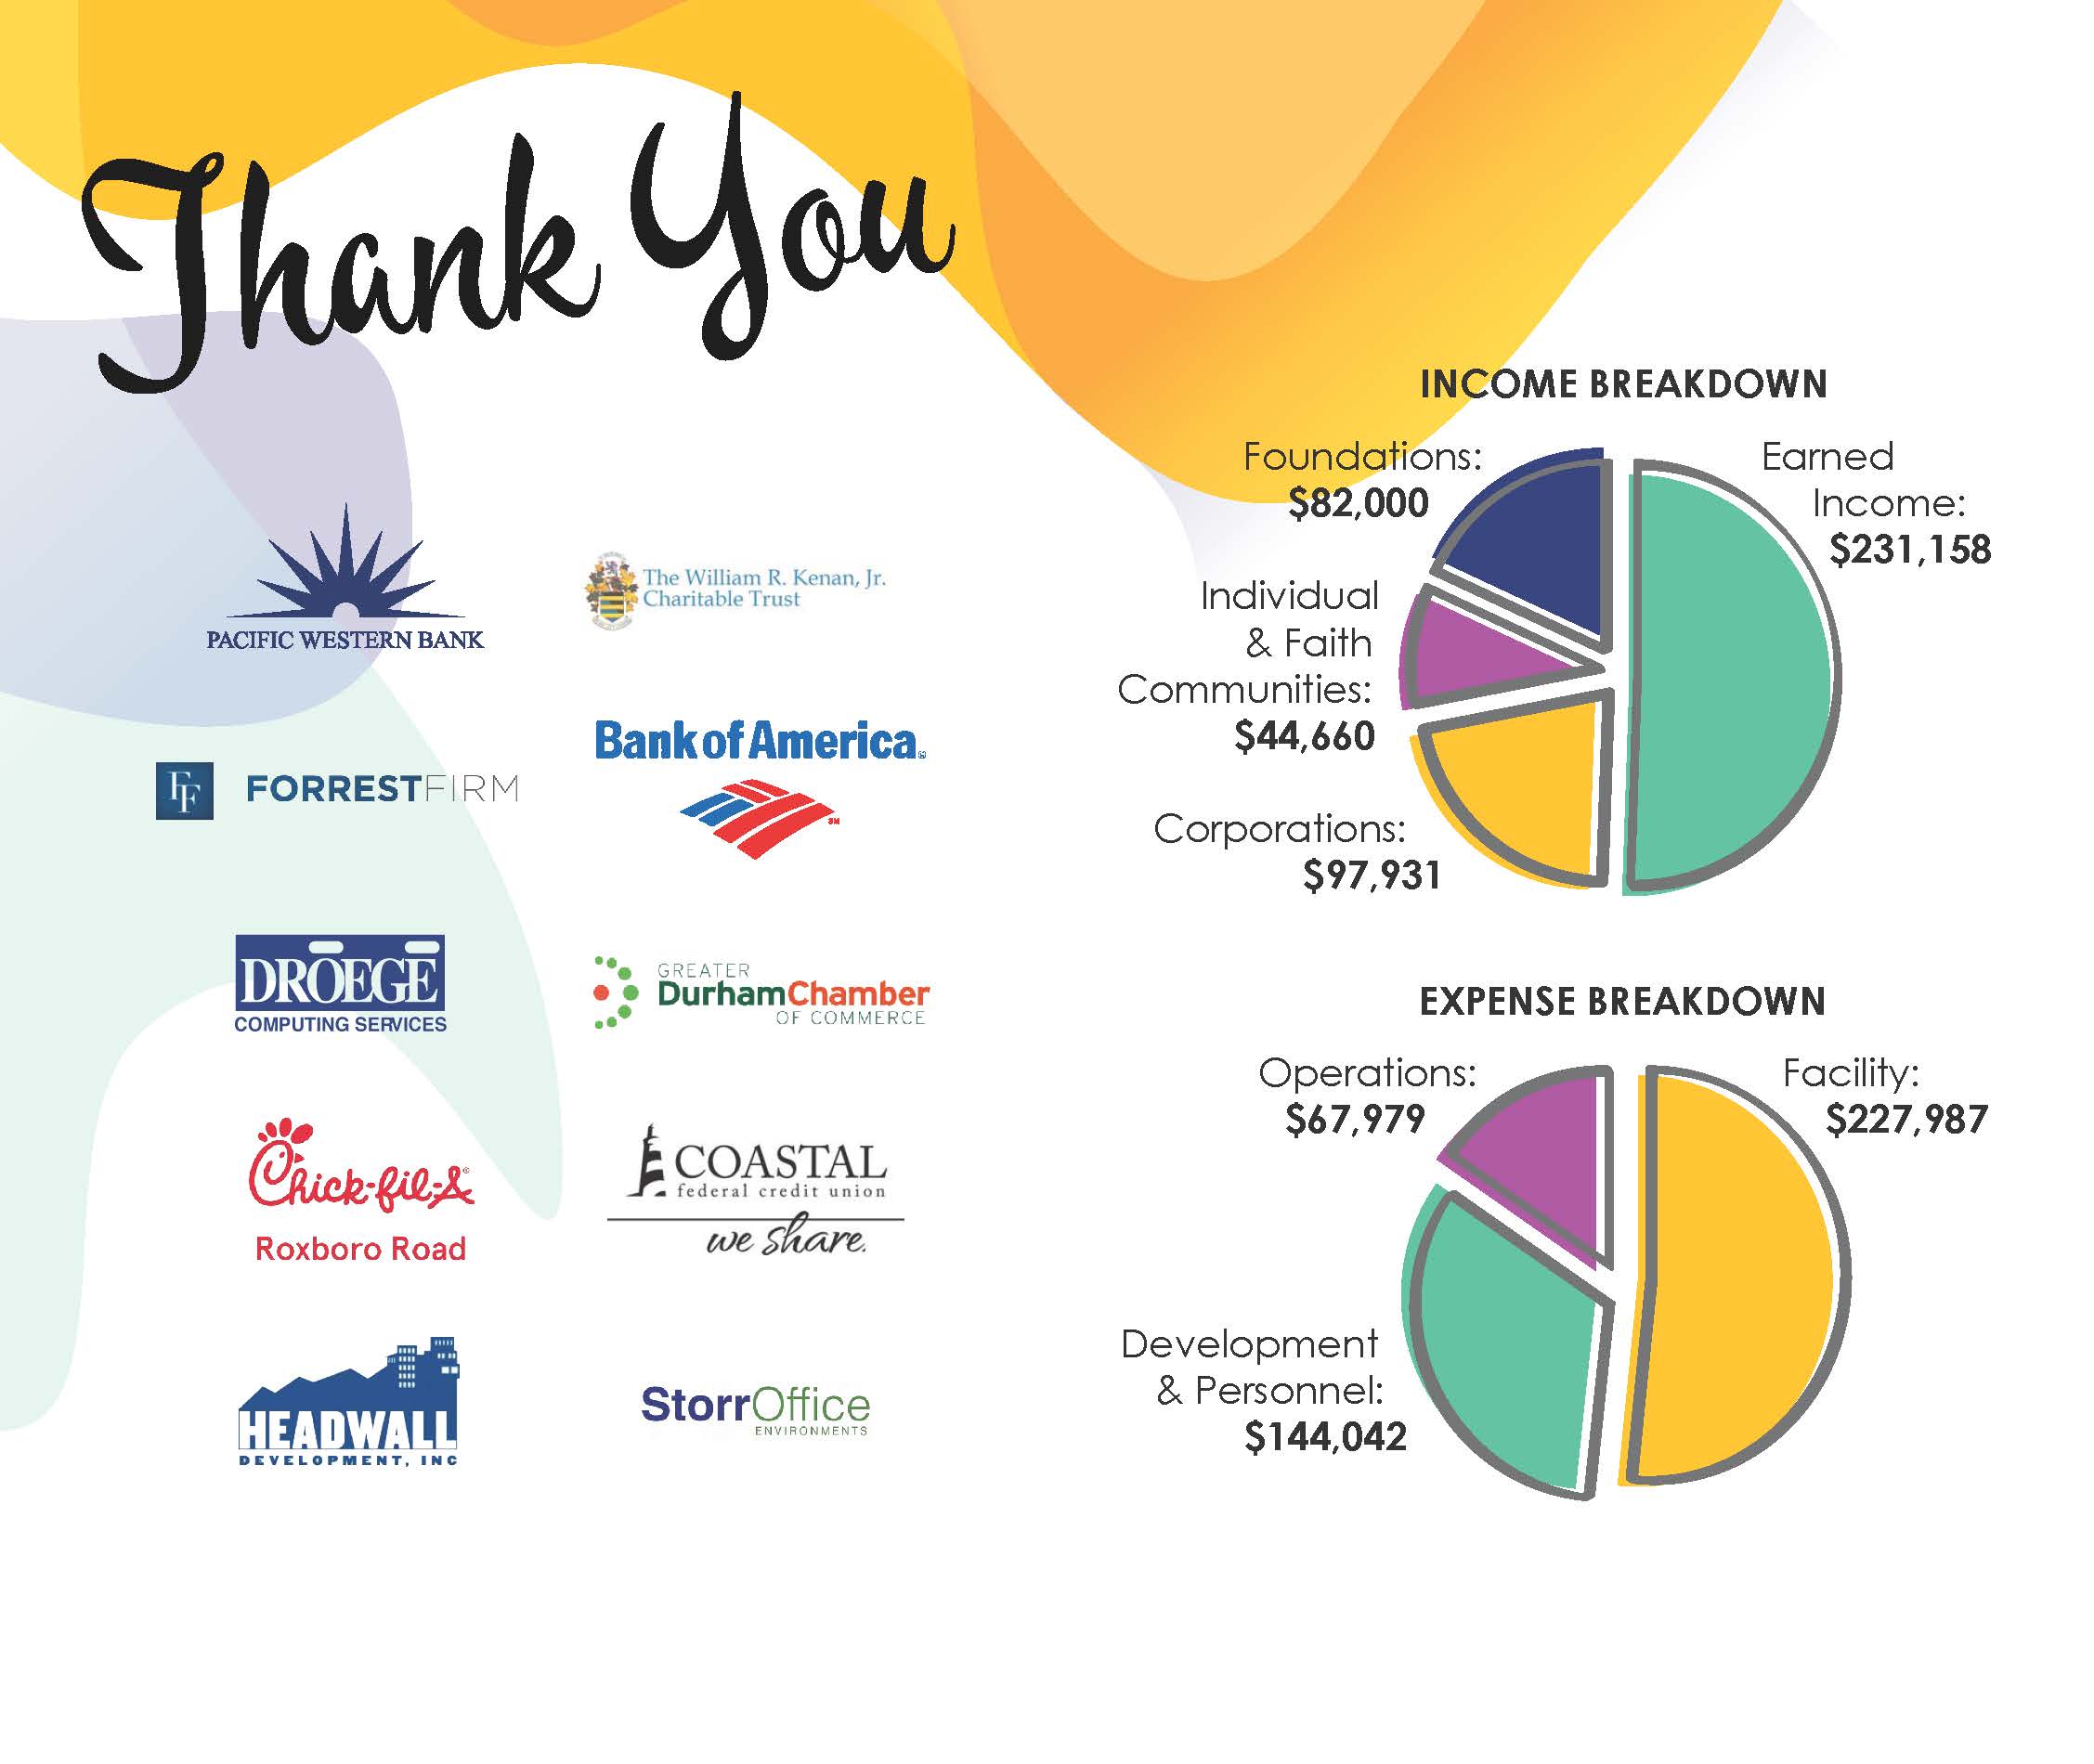 Thank You
PACIFIC WESTERN BANK
The William R. Kenan, Jr.
Charitable Trust
FF
FORRESTFIRM
Bank of America
SM
DROEGE
COMPUTING SERVICES
GREATER
DurhamChamber
OF COMMERCE
Chick-fil-A®
Roxboro Road
COASTAL
federal credit union
we share.
HEADWALL
DEVELOPMENT, INC
StorrOffice
ENVIRONMENTS
INCOME BREAKDOWN
Foundations:
$82,000
Earned
Income:
$231,158
Individual
& Faith
Communities:
$44,660
Corporations:
$97,931
EXPENSE BREAKDOWN
Operations:
$67,979
Facility:
$227,987
Development
& Personnel:
$144,042